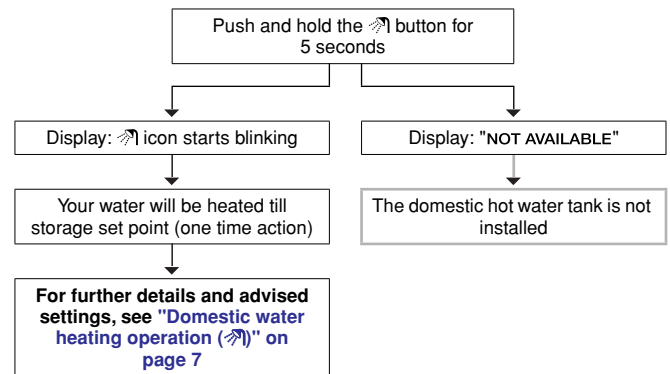 Push and hold the button for
5 seconds
Display: icon starts blinking
Display: "NOT AVAILABLE"
Your water will be heated till
storage set point (one time action)
The domestic hot water tank is not
installed
For further details and advised
settings, see "Domestic water
heating operation ()" on
page 7